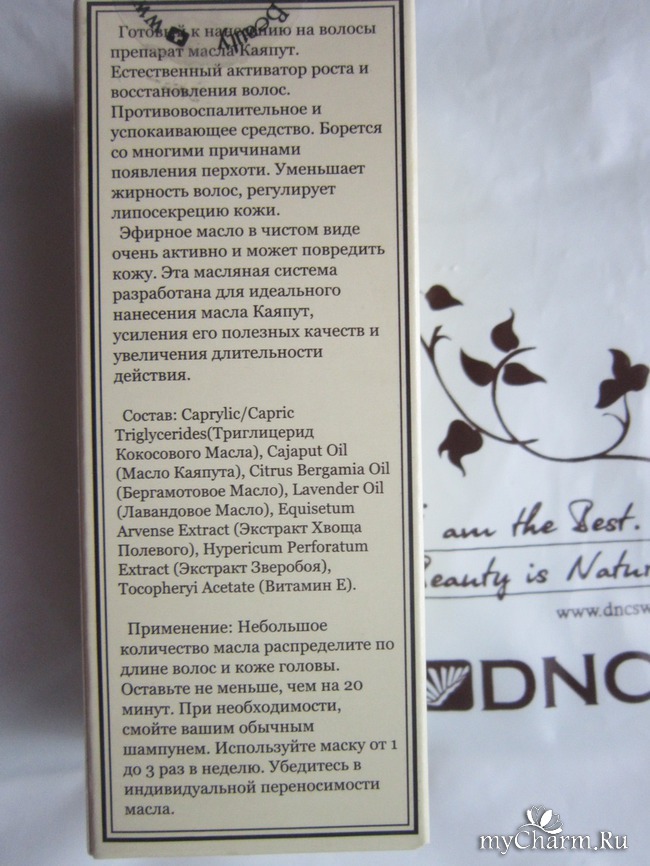 Готовый к нанесению на волосы
препарат масла Каяпут.
Естественный активатор роста и
восстановления волос.
Противовоспалительное и
успокаивающее средство. Борется
со многими причинами
появления перхоти. Уменьшает
жирность волос, регулирует
липосекрецию кожи.
Эфирное масло в чистом виде
очень активно и может повредить
кожу. Эта масляная система
разработана для идеального
нанесения масла Каяпут,
усиления его полезных качеств и
увеличения длительности
действия.
Состав: Caprylic/Capric
Triglycerides(Триглицерид
Кокосового Масла), Cajaput Oil
(Масло Каяпута), Citrus Bergamia Oil
(Бергамотовое Масло), Lavender Oil
(Лавандовое Масло), Equisetum
Arvense Extract (Экстракт Хвоща
Полевого), Hypericum Perforatum
Extract (Экстракт Зверобоя),
Tocopheryi Acetate (Витамин Е).
Применение: Небольшое
количество масла распределите по
длине волос и коже головы.
Оставьте не меньше, чем на 20
минут. При необходимости,
смойте вашим обычным
шампунем. Используйте маску от 1
до 3 раз в неделю. Убедитесь в
индивидуальной переносимости
масла.
Beauty
www
I am the Best.
Beauty is Natur
www.dncsw
DNC
myCharm.Ru